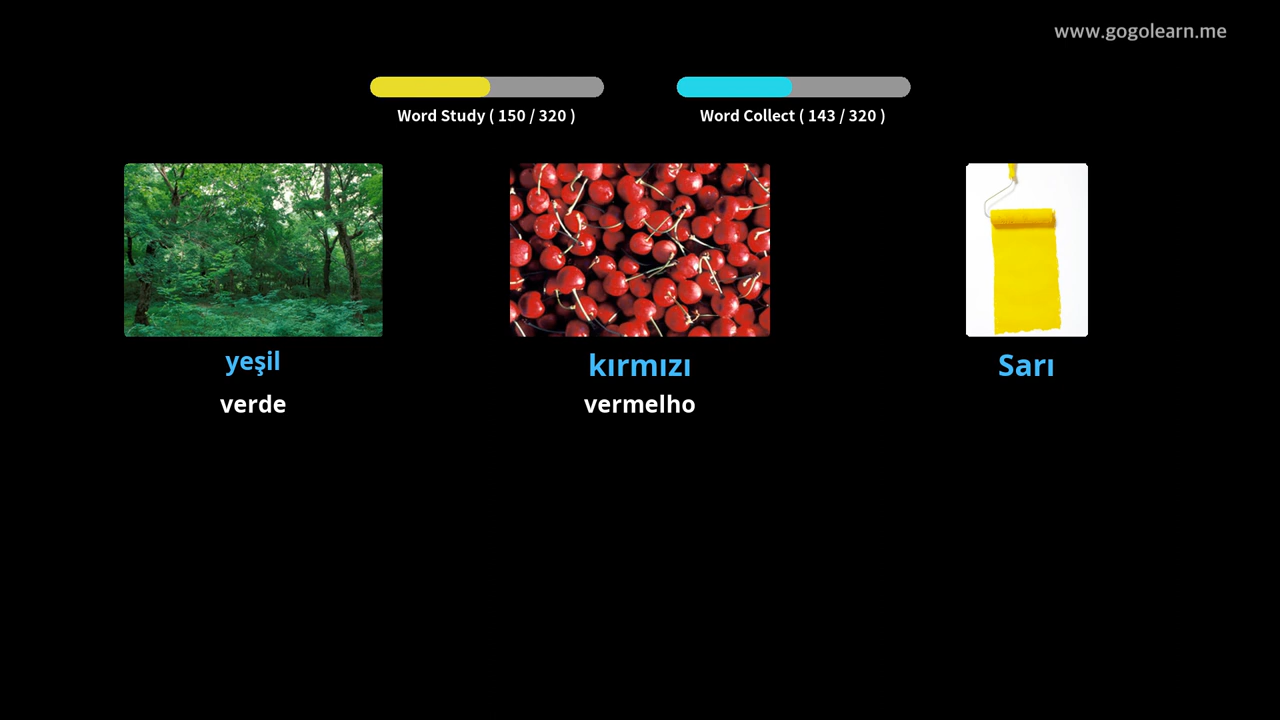 www.gogolearn.me
Word Study ( 150 / 320 )
Word Collect ( 143 / 320 )
yeşil
kırmızı
Sarı
verde
vermelho